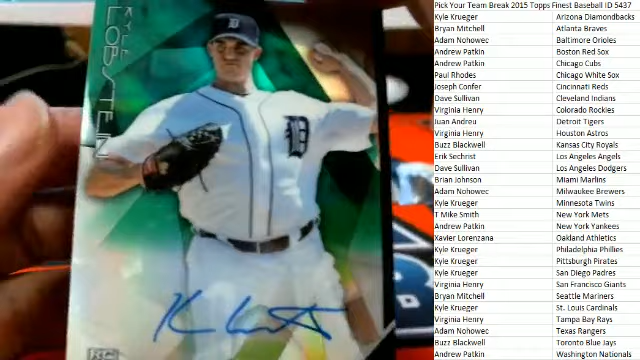 KYLE
LOBSTEIN
D
D
RC
Pick Your Team Break 2015 Topps Finest Baseball ID 5437
Kyle Krueger Arizona Diamondbacks
Bryan Mitchell Atlanta Braves
Adam Nohowec Baltimore Orioles
Andrew Patkin Boston Red Sox
Andrew Patkin Chicago Cubs
Paul Rhodes Chicago White Sox
Joseph Confer Cincinnati Reds
Dave Sullivan Cleveland Indians
Virginia Henry Colorado Rockies
Juan Andreu Detroit Tigers
Virginia Henry Houston Astros
Buzz Blackwell Kansas City Royals
Erik Sechrist Los Angeles Angels
Dave Sullivan Los Angeles Dodgers
Brian Johnson Miami Marlins
Adam Nohowec Milwaukee Brewers
Kyle Krueger Minnesota Twins
T Mike Smith New York Mets
Andrew Patkin New York Yankees
Xavier Lorenzana Oakland Athletics
Kyle Krueger Philadelphia Phillies
Kyle Krueger Pittsburgh Pirates
Kyle Krueger San Diego Padres
Virginia Henry San Francisco Giants
Bryan Mitchell Seattle Mariners
Kyle Krueger St. Louis Cardinals
Virginia Henry Tampa Bay Rays
Adam Nohowec Texas Rangers
Buzz Blackwell Toronto Blue Jays
Andrew Patkin Washington Nationals